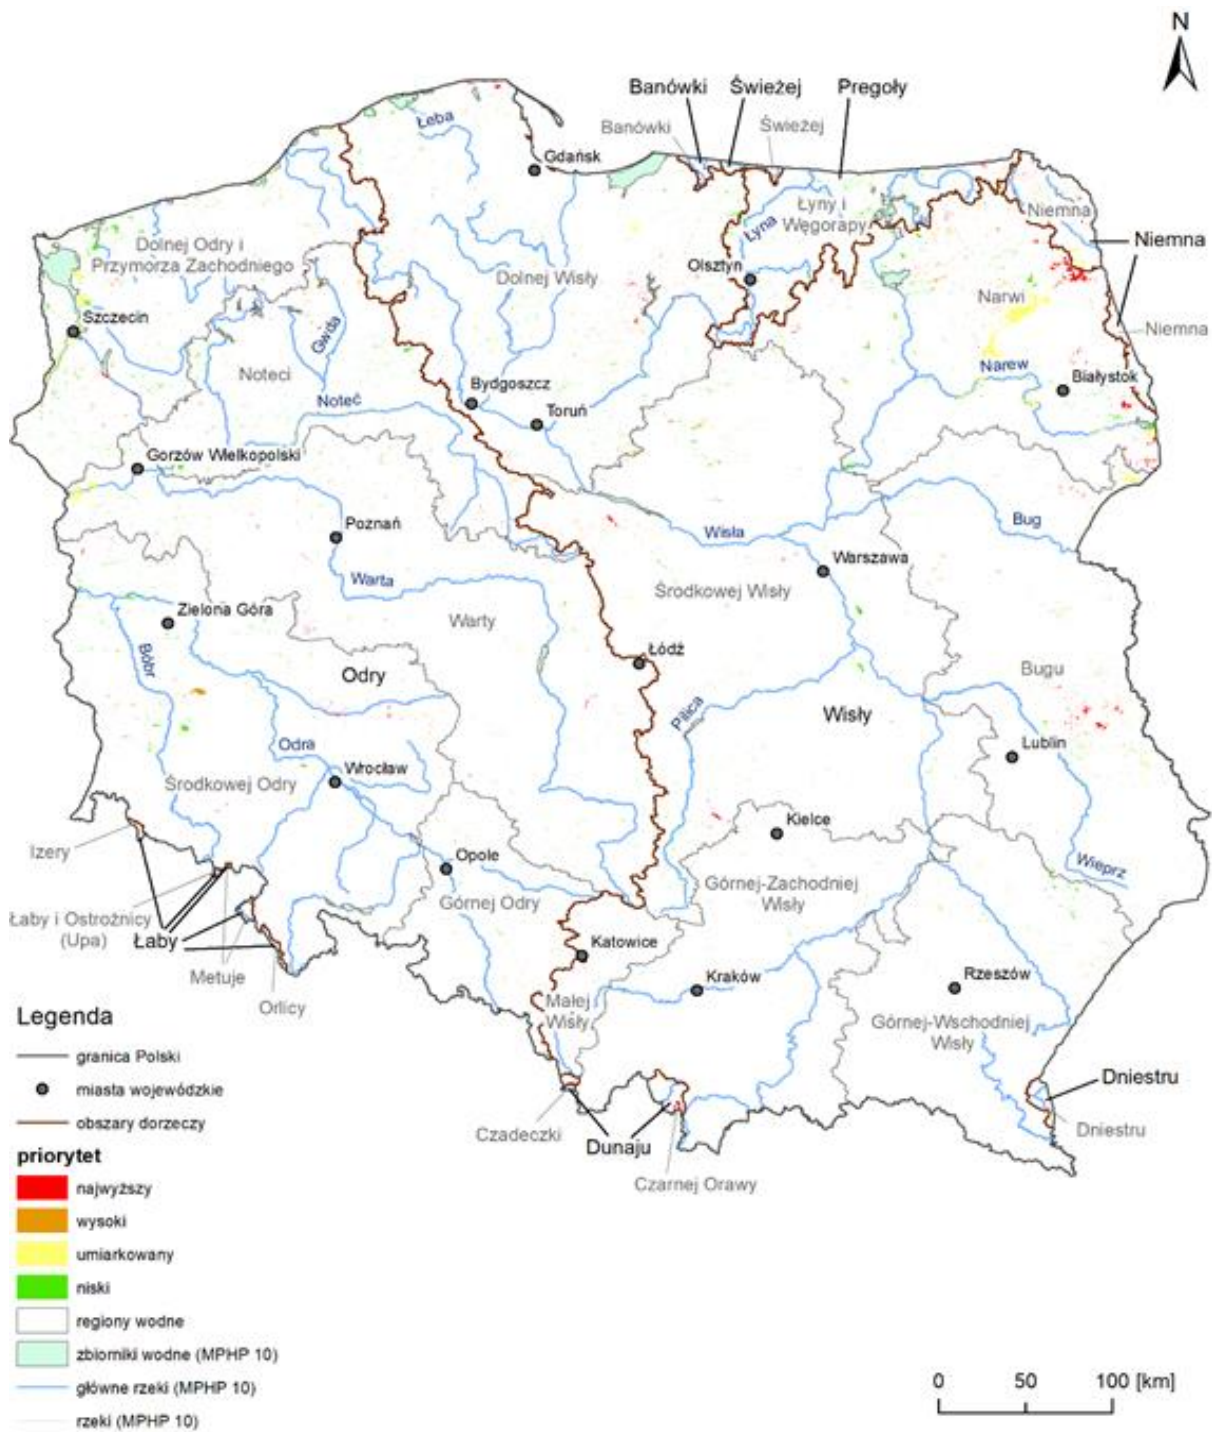 N
Banówki
Świeżej
Pregoły
Banówki
Świeżej
Łeba
Gdańsk
Łyna
Łyny i
Węgorapy
Niemna
Niemna
Dolnej Odry i
Przymorza Zachodniego
Dolnej Wisły
Olsztyn
Narwi
Niemna
Szczecin
Gwda
Noteci
Noteć
Bydgoszcz
Toruń
Narew
Białystok
Gorzów Wielkopolski
Poznań
Wisła
Bug
Warszawa
Warta
Środkowej Wisły
Zielona Góra
Warty
Łódź
Bóbr
Odry
Bugu
Pilica
Wisły
Odra
Lublin
Wrocław
Środkowej Odry
Kielce
Izery
Opole
Wieprz
Górnej Odry
Górnej-Zachodniej
Wisły
Łaby i Ostrożnicy
(Upa)
Łaby
Katowice
Metuje
Kraków
Rzeszów
Orlicy
Małej
Wisły
Górnej-Wschodniej
Wisły
Dniestru
Czadeczki
Dunaju
Dniestru
Czarnej Orawy
Legenda
granica Polski
miasta wojewódzkie
obszary dorzeczy
priorytet
najwyższy
wysoki
umiarkowany
niski
regiony wodne
zbiorniki wodne (MPHP 10)
główne rzeki (MPHP 10)
rzeki (MPHP 10)
0 50 100 [km]